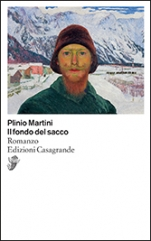 Plinio Martini
Il fondo del sacco
Romanzo
Edizioni Casagrande